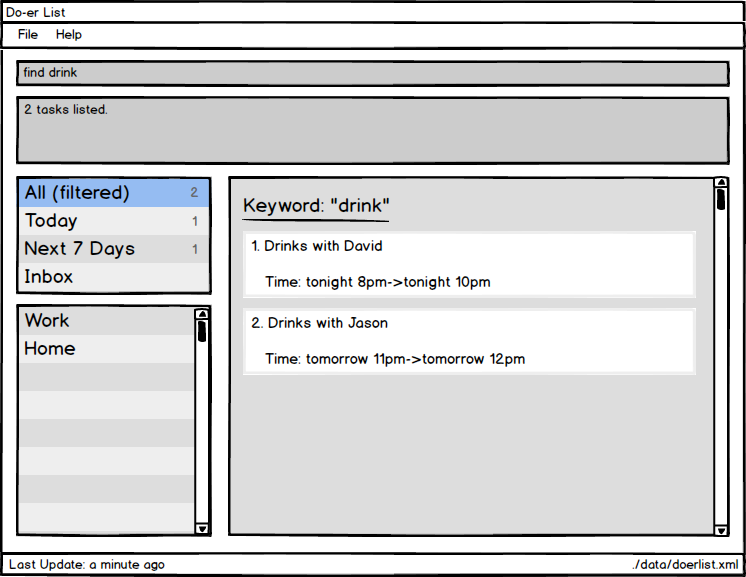 Do-er List
File Help
find drink
2 tasks listed.
All (filtered) 2
Today 1
Next 7 Days 1
Inbox
Work
Home
Keyword: "drink"
1. Drinks with David
Time: tonight 8pm->tonight 10pm
2. Drinks with Jason
Time: tomorrow 11pm->tomorrow 12pm
Last Update: a minute ago ./data/doerlist.xml